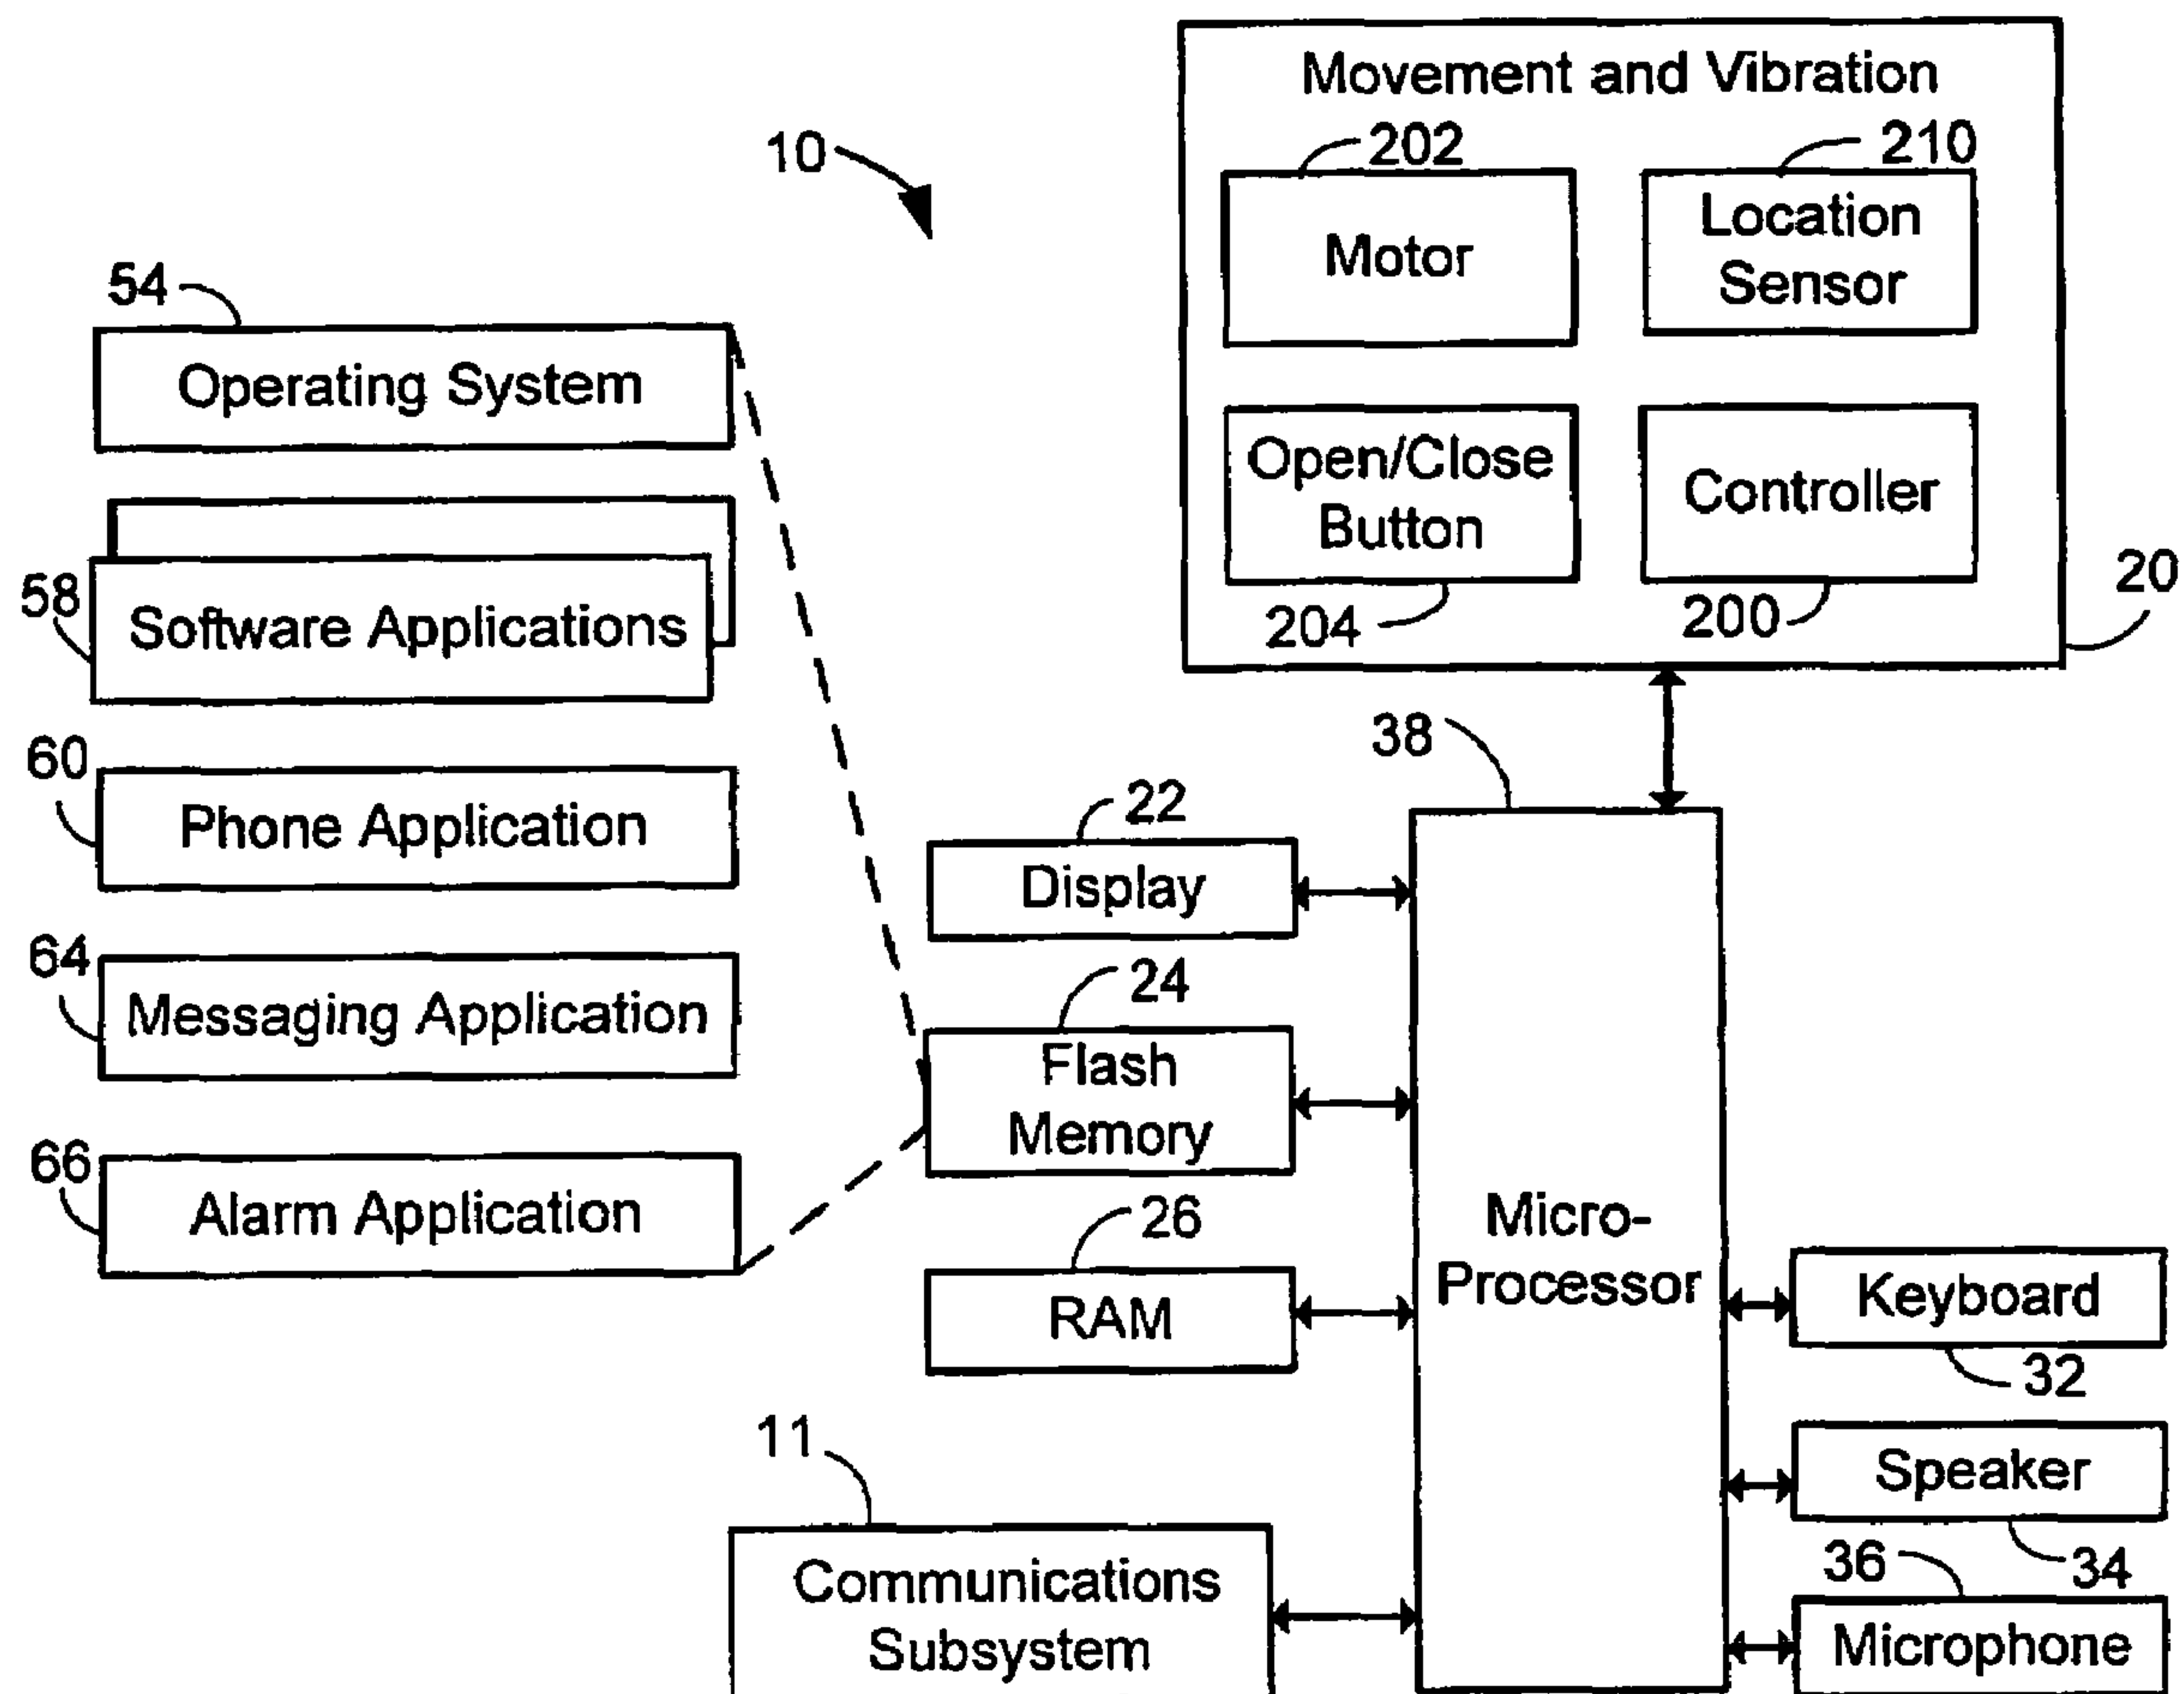 Movement and Vibration
10
202
210
Motor
Location
Sensor
54
Operating System
Open/Close
Button
Controller
20
58
Software Applications
204
200
38
60
Phone Application
22
Display
64
Messaging Application
24
Flash
Memory
66
Alarm Application
26
RAM
Micro-
Processor
Keyboard
32
11
Speaker
34
Communications
Subsystem
36
Microphone